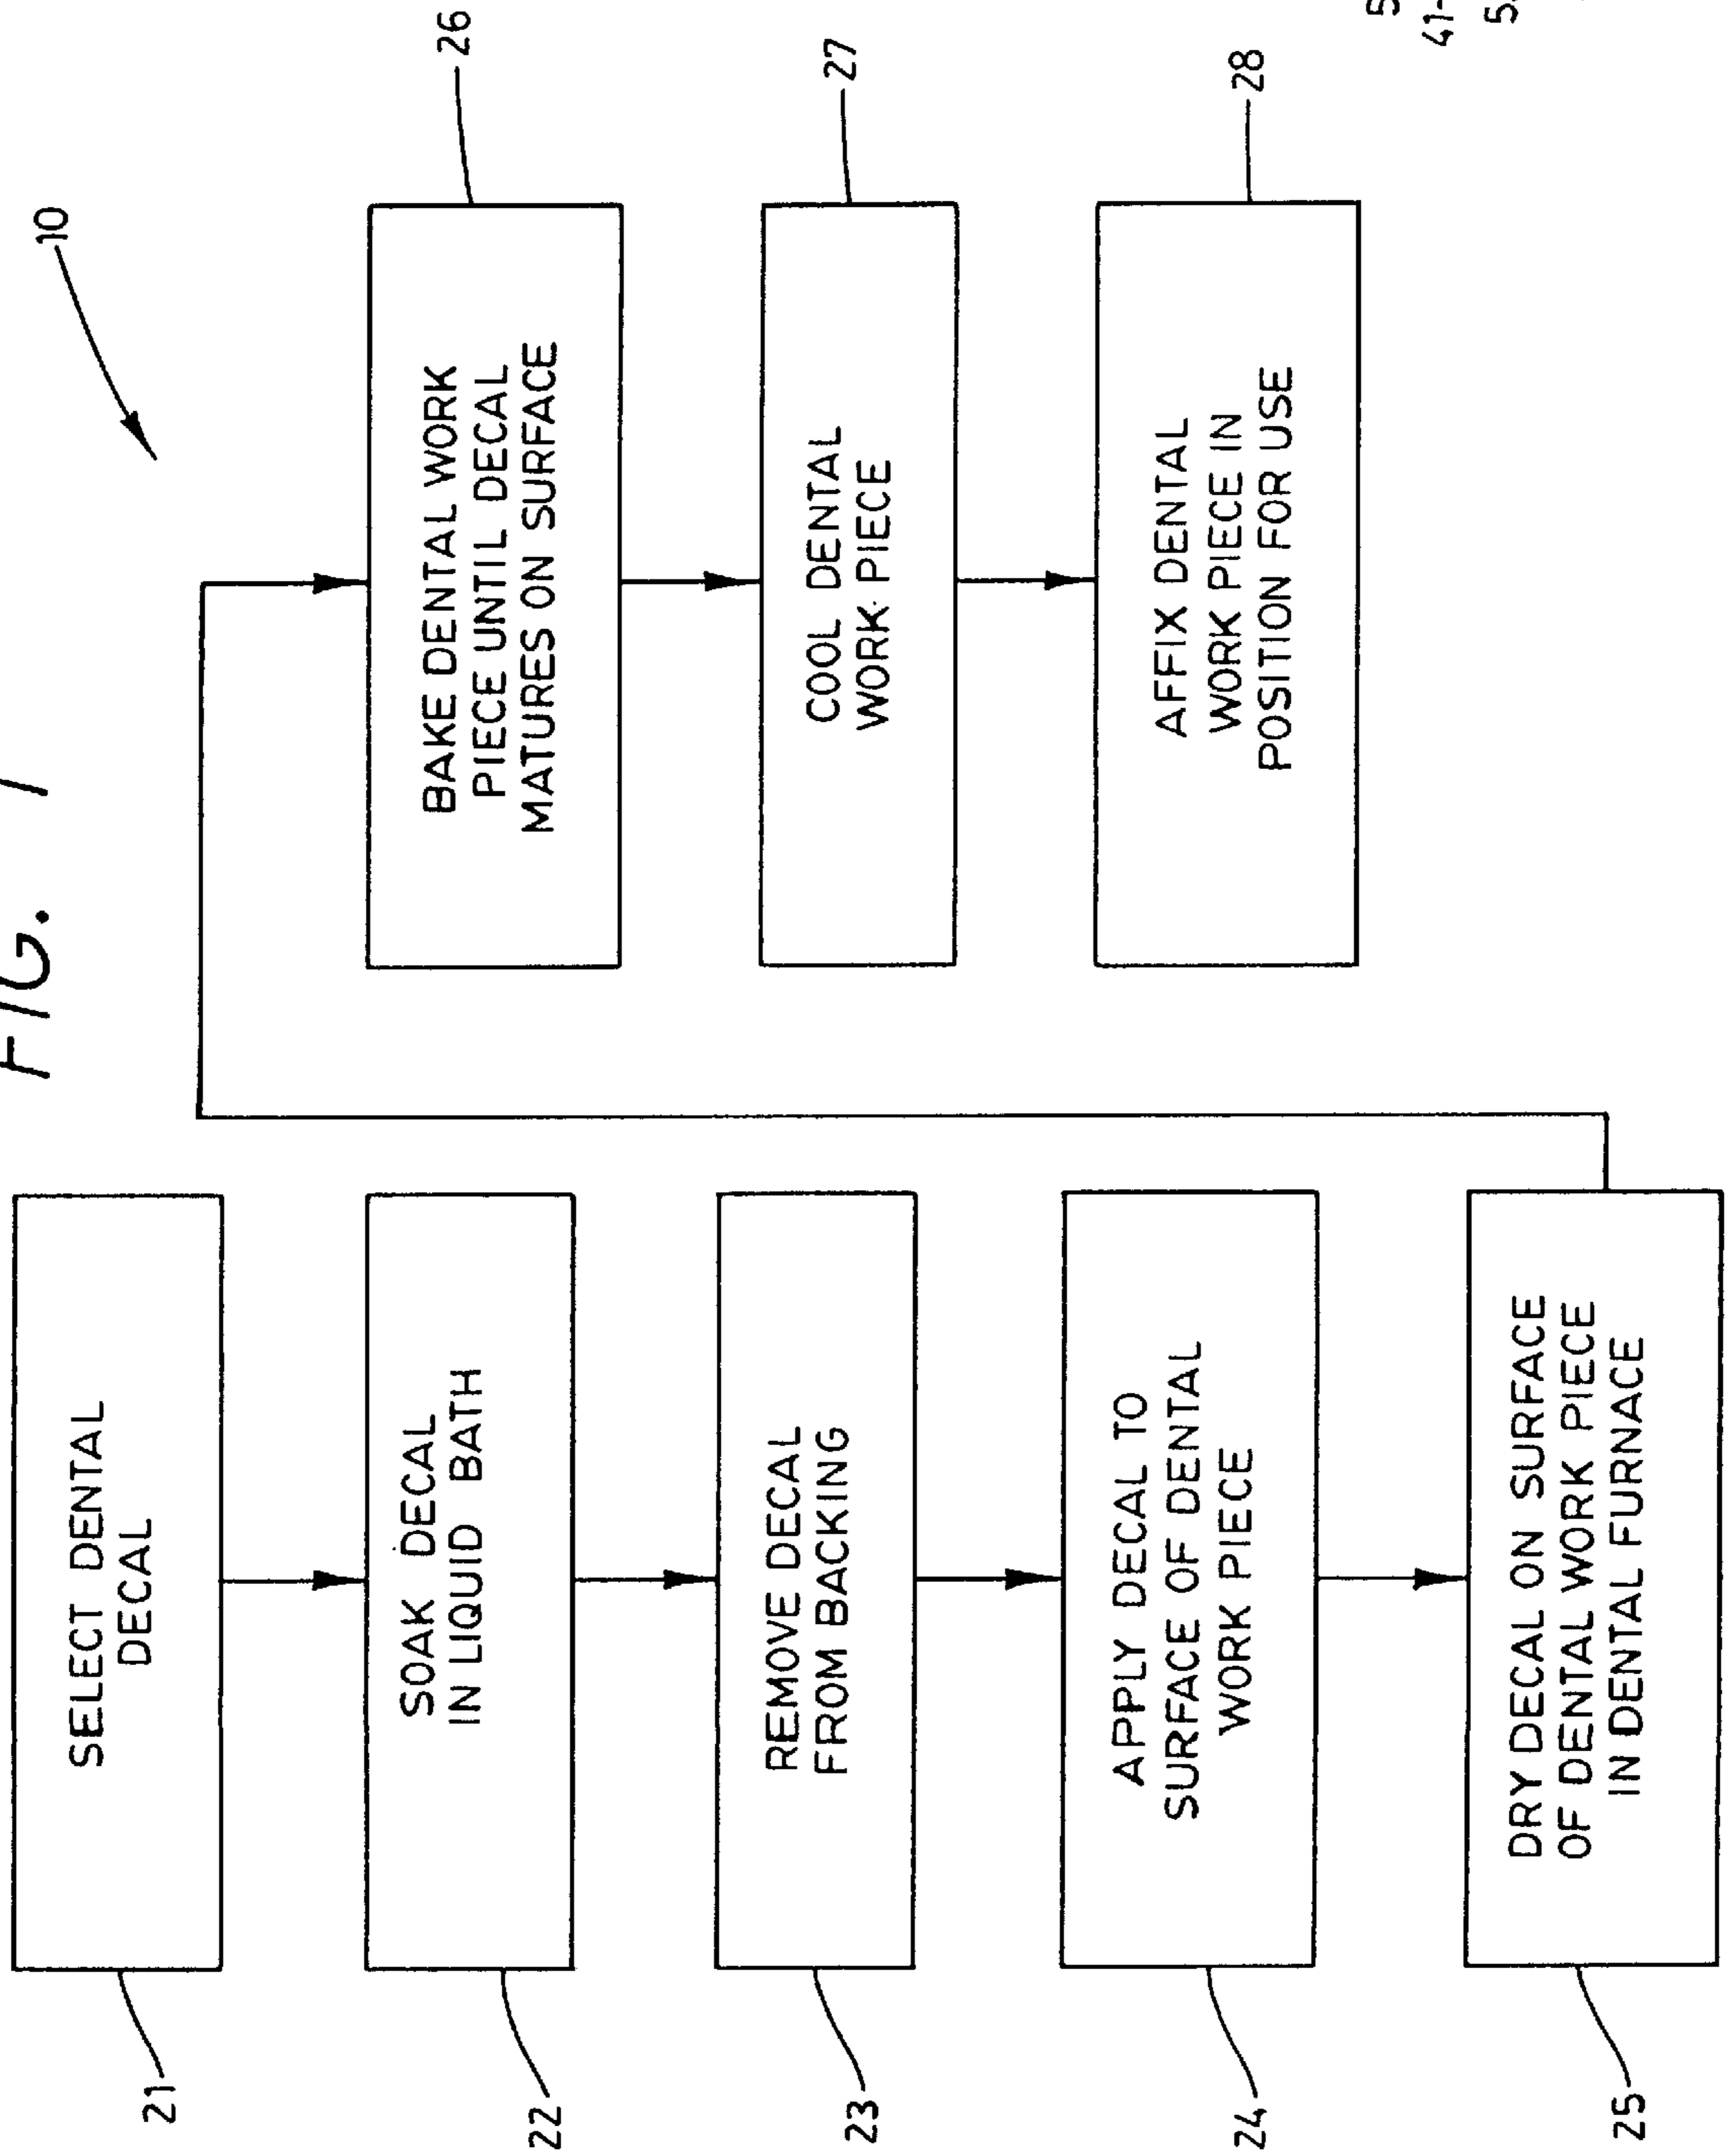 FIG. 1
10
SELECT DENTAL
DECAL
21
SOAK DECAL
IN LIQUID BATH
22
REMOVE DECAL
FROM BACKING
23
APPLY DECAL TO
SURFACE OF DENTAL
WORK PIECE
24
DRY DECAL ON SURFACE
OF DENTAL WORK PIECE
IN DENTAL FURNACE
25
BAKE DENTAL WORK
PIECE UNTIL DECAL
MATURES ON SURFACE
26
COOL DENTAL
WORK PIECE
27
AFFIX DENTAL
WORK PIECE IN
POSITION FOR USE
28
41